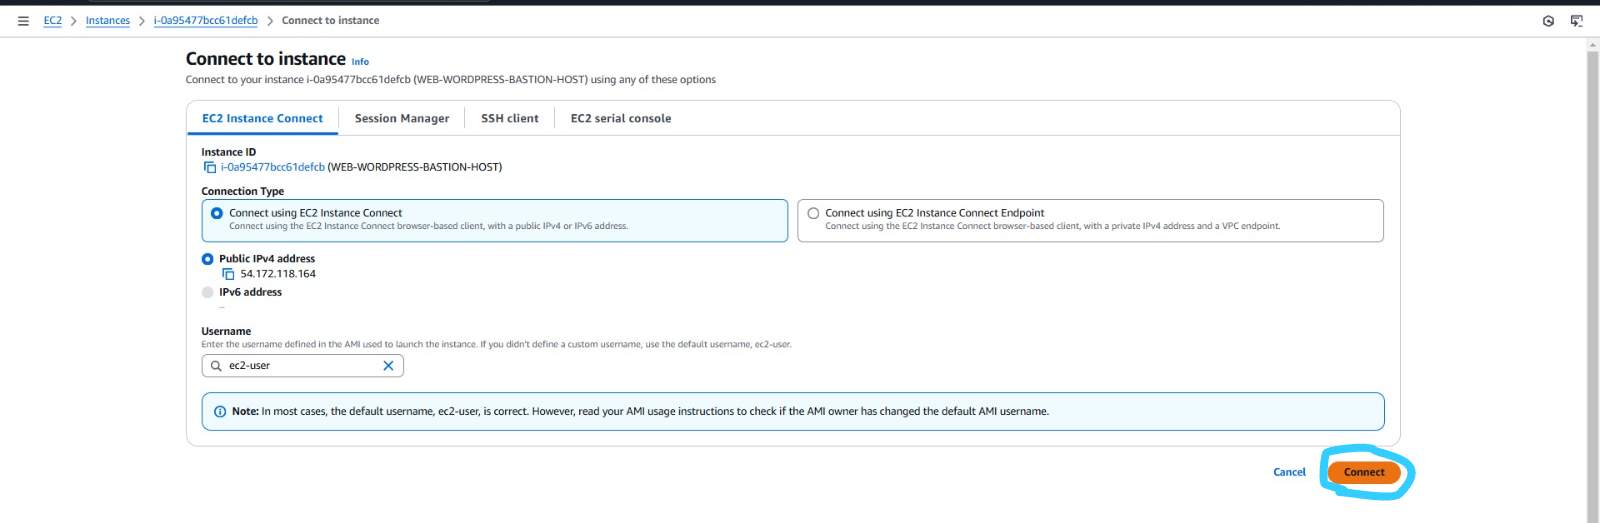 EC2 > Instances > i-0a95477bcc61defcb > Connect to instance
Connect to instance Info
Connect to your instance i-0a95477bcc61defcb (WEB-WORDPRESS-BASTION-HOST) using any of these options
EC2 Instance Connect Session Manager SSH client EC2 serial console
Instance ID
i-0a95477bcc61defcb (WEB-WORDPRESS-BASTION-HOST)
Connection Type
Connect using EC2 Instance Connect
Connect using the EC2 Instance Connect browser-based client, with a public IPv4 or IPv6 address.
Connect using EC2 Instance Connect Endpoint
Connect using the EC2 Instance Connect browser-based client, with a private IPv4 address and a VPC endpoint.
Public IPv4 address
54.172.118.164
IPv6 address
–
Username
Enter the username defined in the AMI used to launch the instance. If you didn't define a custom username, use the default username, ec2-user.
ec2-user
Note: In most cases, the default username, ec2-user, is correct. However, read your AMI usage instructions to check if the AMI owner has changed the default AMI username.
Cancel Connect